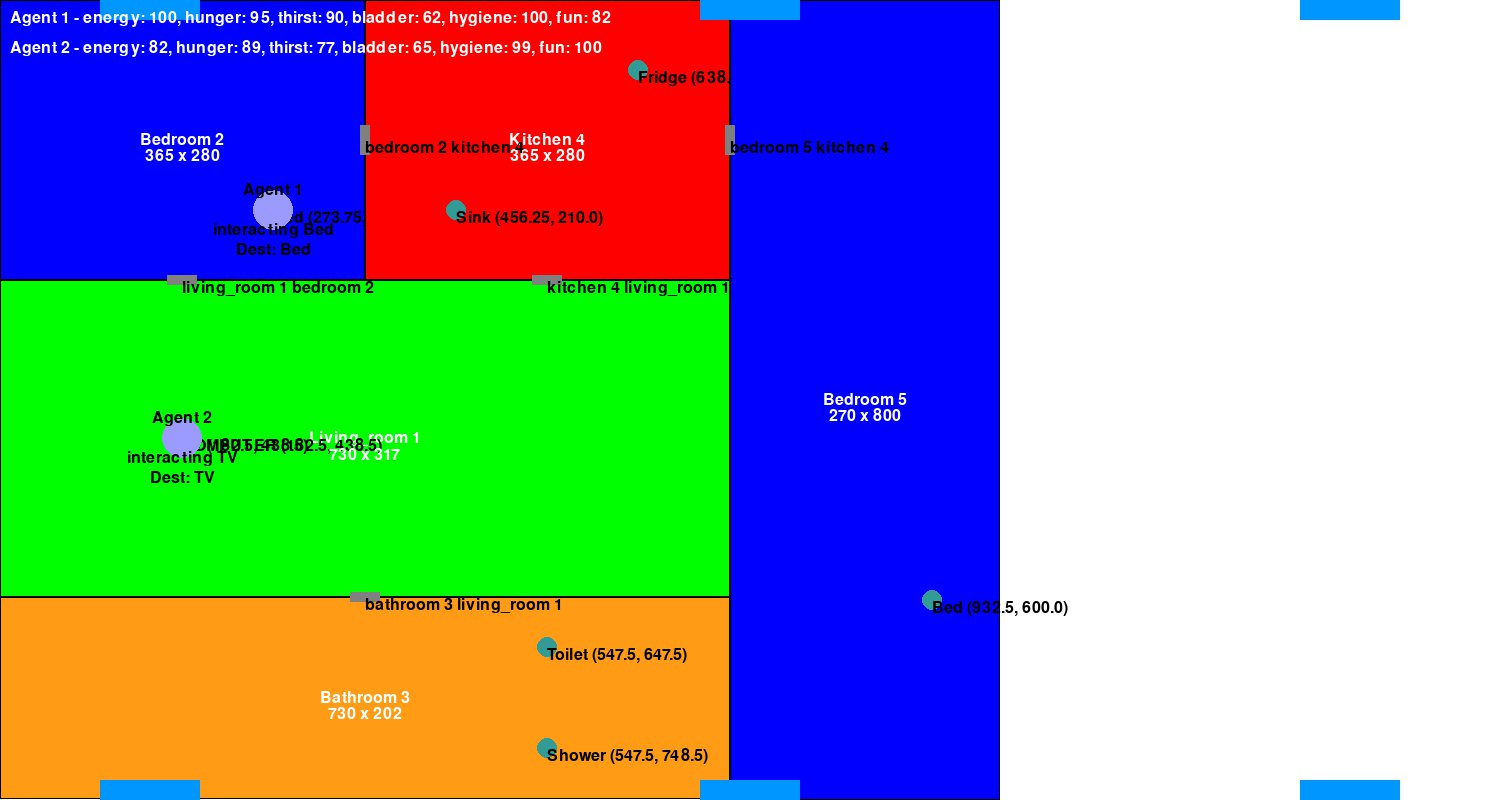 Agent 1 - energy: 100, hunger: 95, thirst: 90, bladder: 62, hygiene: 100, fun: 82
Agent 2 - energy: 82, hunger: 89, thirst: 77, bladder: 65, hygiene: 99, fun: 100
Fridge (638.
Bedroom 2
365 x 280
Kitchen 4
365 x 280
bedroom 2 kitchen 4
bedroom 5 kitchen 4
Agent 1
(273.75,
interacting Bed
Dest: Bed
Sink (456.25, 210.0)
living_room 1 bedroom 2
kitchen 4 living_room 1
Bedroom 5
270 x 800
Agent 2
Living_room 1
730 x 317
interacting TV
Dest: TV
bathroom 3 living_room 1
Bed (932.5, 600.0)
Toilet (547.5, 647.5)
Bathroom 3
730 x 202
Shower (547.5, 748.5)